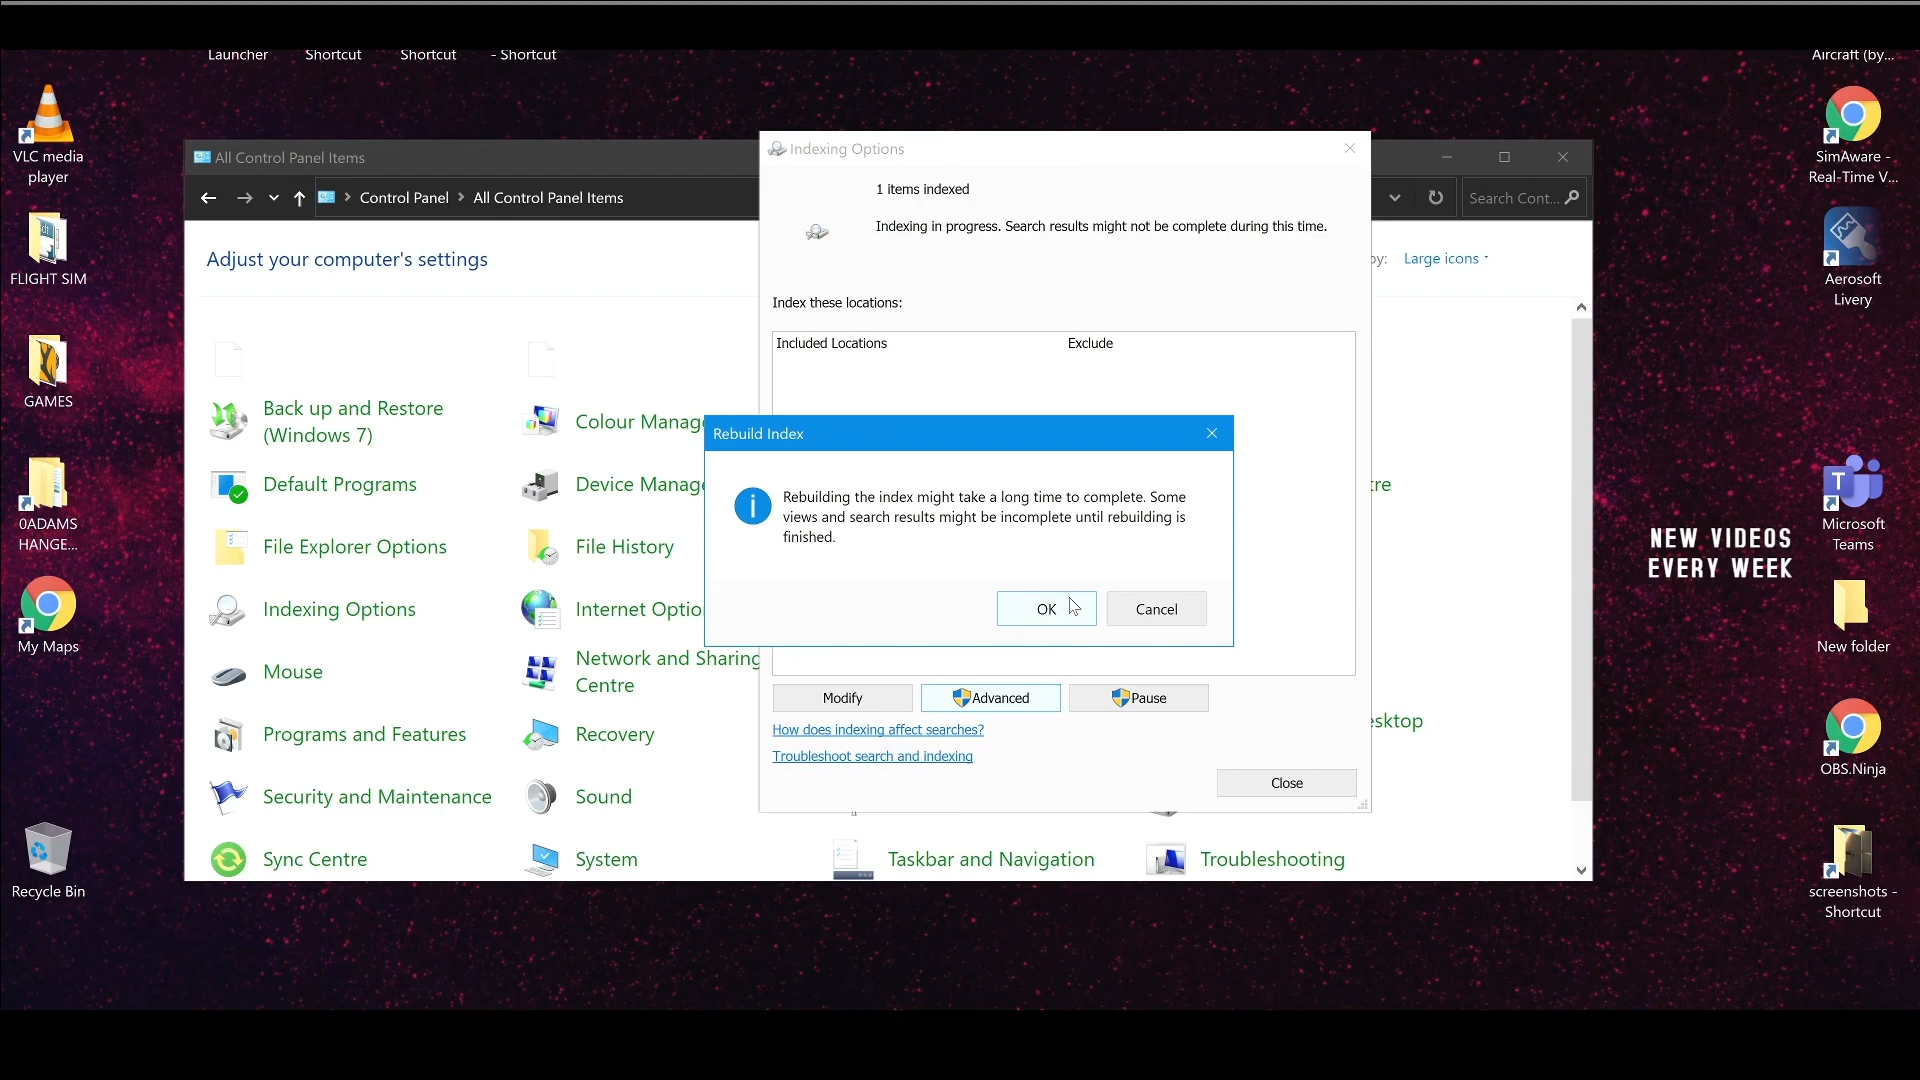 Launcher
Shortcut
Shortcut
- Shortcut
Aircraft (by...
VLC media
player
FLIGHT SIM
GAMES
0ADAMS
HANGE...
My Maps
Recycle Bin
All Control Panel Items
Control Panel
All Control Panel Items
Search Cont...
Adjust your computer's settings
by:
Large icons
Back up and Restore
(Windows 7)
Colour Manag
Default Programs
Device Manage
tre
File Explorer Options
File History
Indexing Options
Internet Optio
Mouse
Network and Sharing
Centre
Programs and Features
Recovery
esktop
Security and Maintenance
Sound
Sync Centre
System
Taskbar and Navigation
Troubleshooting
Indexing Options
1 items indexed
Indexing in progress. Search results might not be complete during this time.
Index these locations:
Included Locations
Exclude
Rebuild Index
Rebuilding the index might take a long time to complete. Some
views and search results might be incomplete until rebuilding is
finished.
OK
Cancel
Modify
Advanced
Pause
How does indexing affect searches?
Troubleshoot search and indexing
Close
SimAware -
Real-Time V...
Aerosoft
Livery
NEW VIDEOS
EVERY WEEK
Microsoft
Teams
New folder
OBS.Ninja
screenshots -
Shortcut